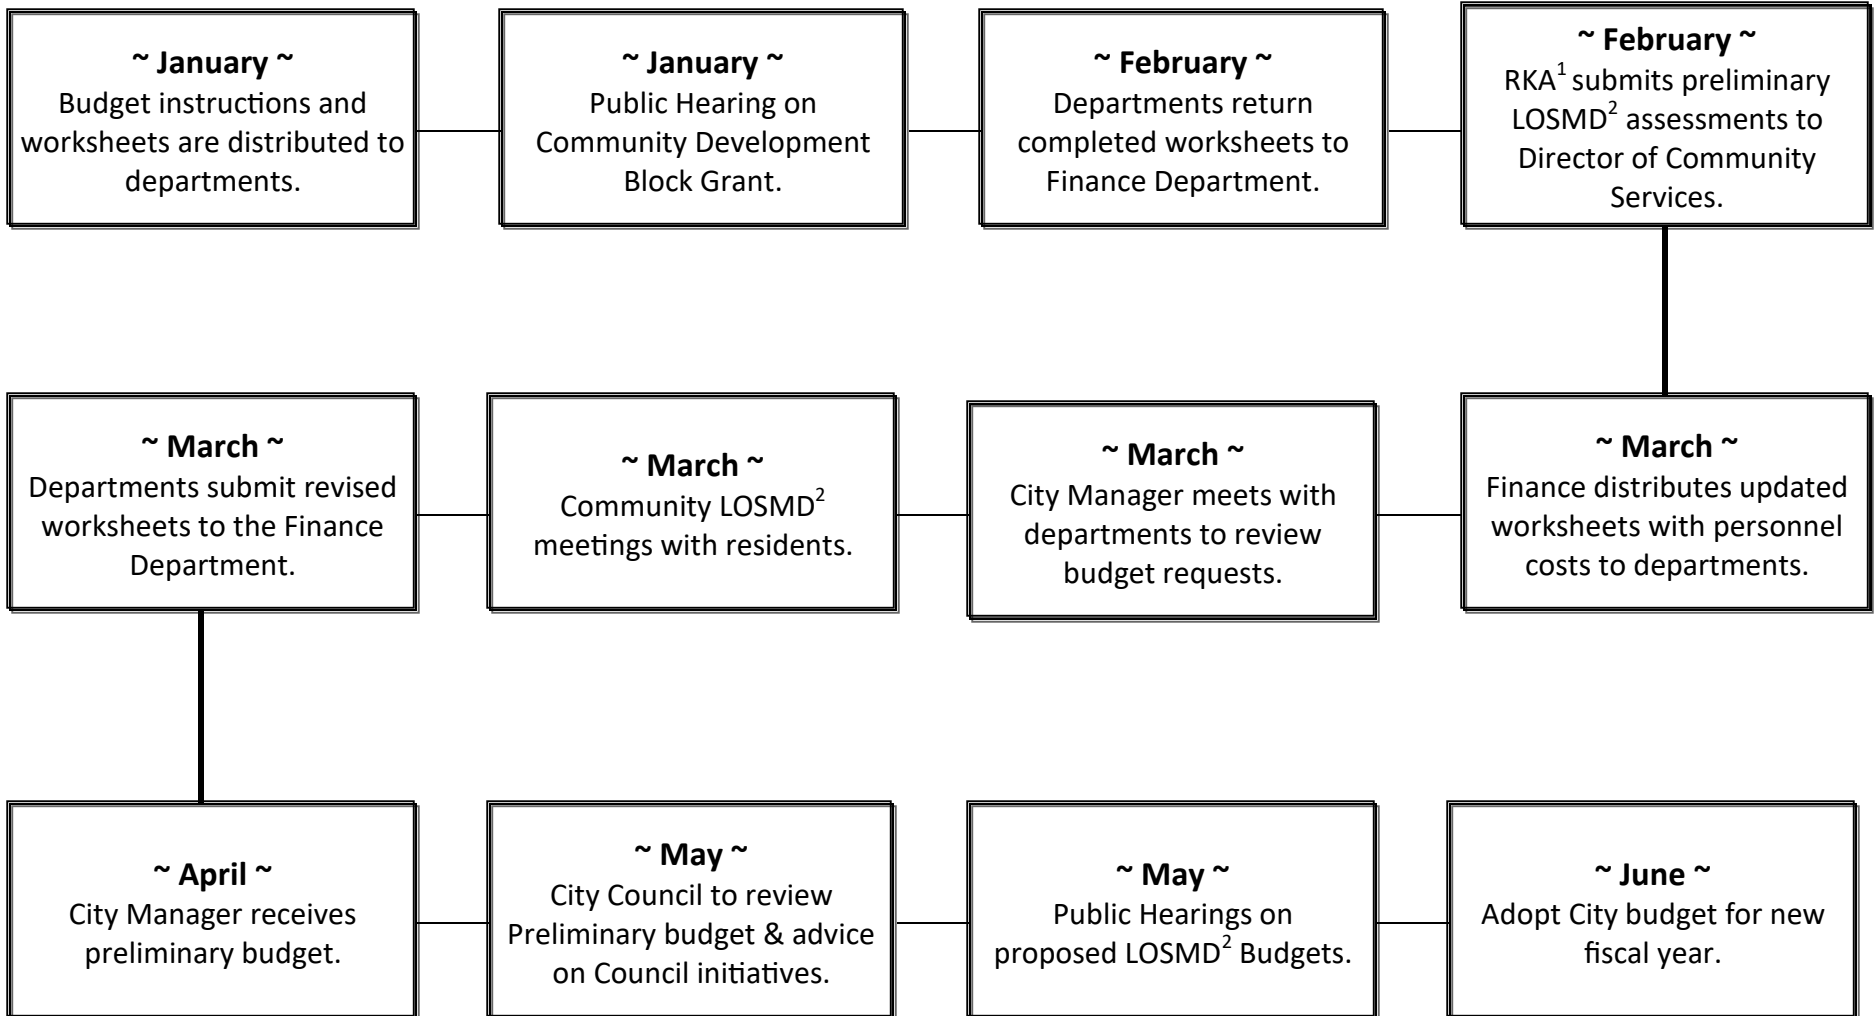 ~ January ~
Budget instructions and
worksheets are distributed to
departments.
~ January ~
Public Hearing on
Community Development
Block Grant.
~ February ~
Departments return
completed worksheets to
Finance Department.
~ February ~
RKA¹ submits preliminary
LOSMD² assessments to
Director of Community
Services.
~ March ~
Finance distributes updated
worksheets with personnel
costs to departments.
~ March ~
City Manager meets with
departments to review
budget requests.
~ March ~
Community LOSMD²
meetings with residents.
~ March ~
Departments submit revised
worksheets to the Finance
Department.
~ April ~
City Manager receives
preliminary budget.
~ May ~
City Council to review
Preliminary budget & advice
on Council initiatives.
~ May ~
Public Hearings on
proposed LOSMD² Budgets.
~ June ~
Adopt City budget for new
fiscal year.